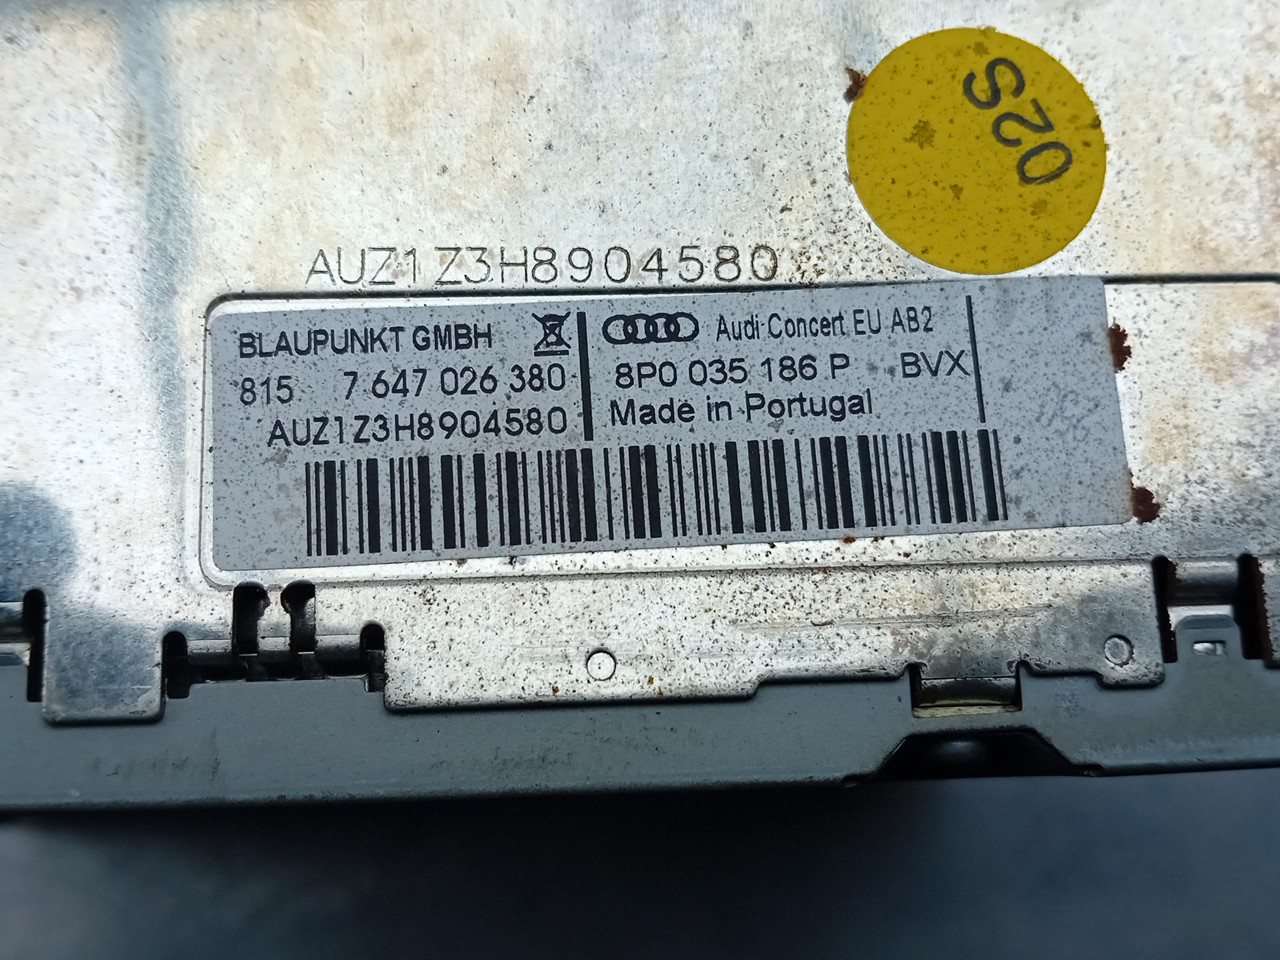 02S
AUZ1Z3H8904580
BLAUPUNKT GMBH
815 7 647 026 380
AUZ1Z3H8904580
Audi Concert EU AB2
8P0 035 186 P BVX
Made in Portugal